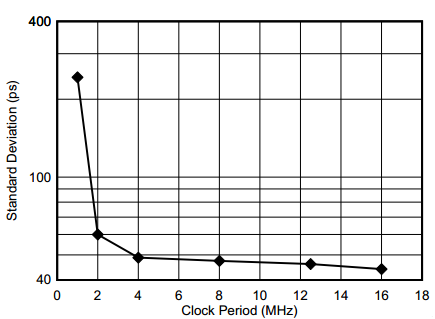 400
100
40
Standard Deviation (ps)
0 2 4 6 8 10 12 14 16 18
Clock Period (MHz)